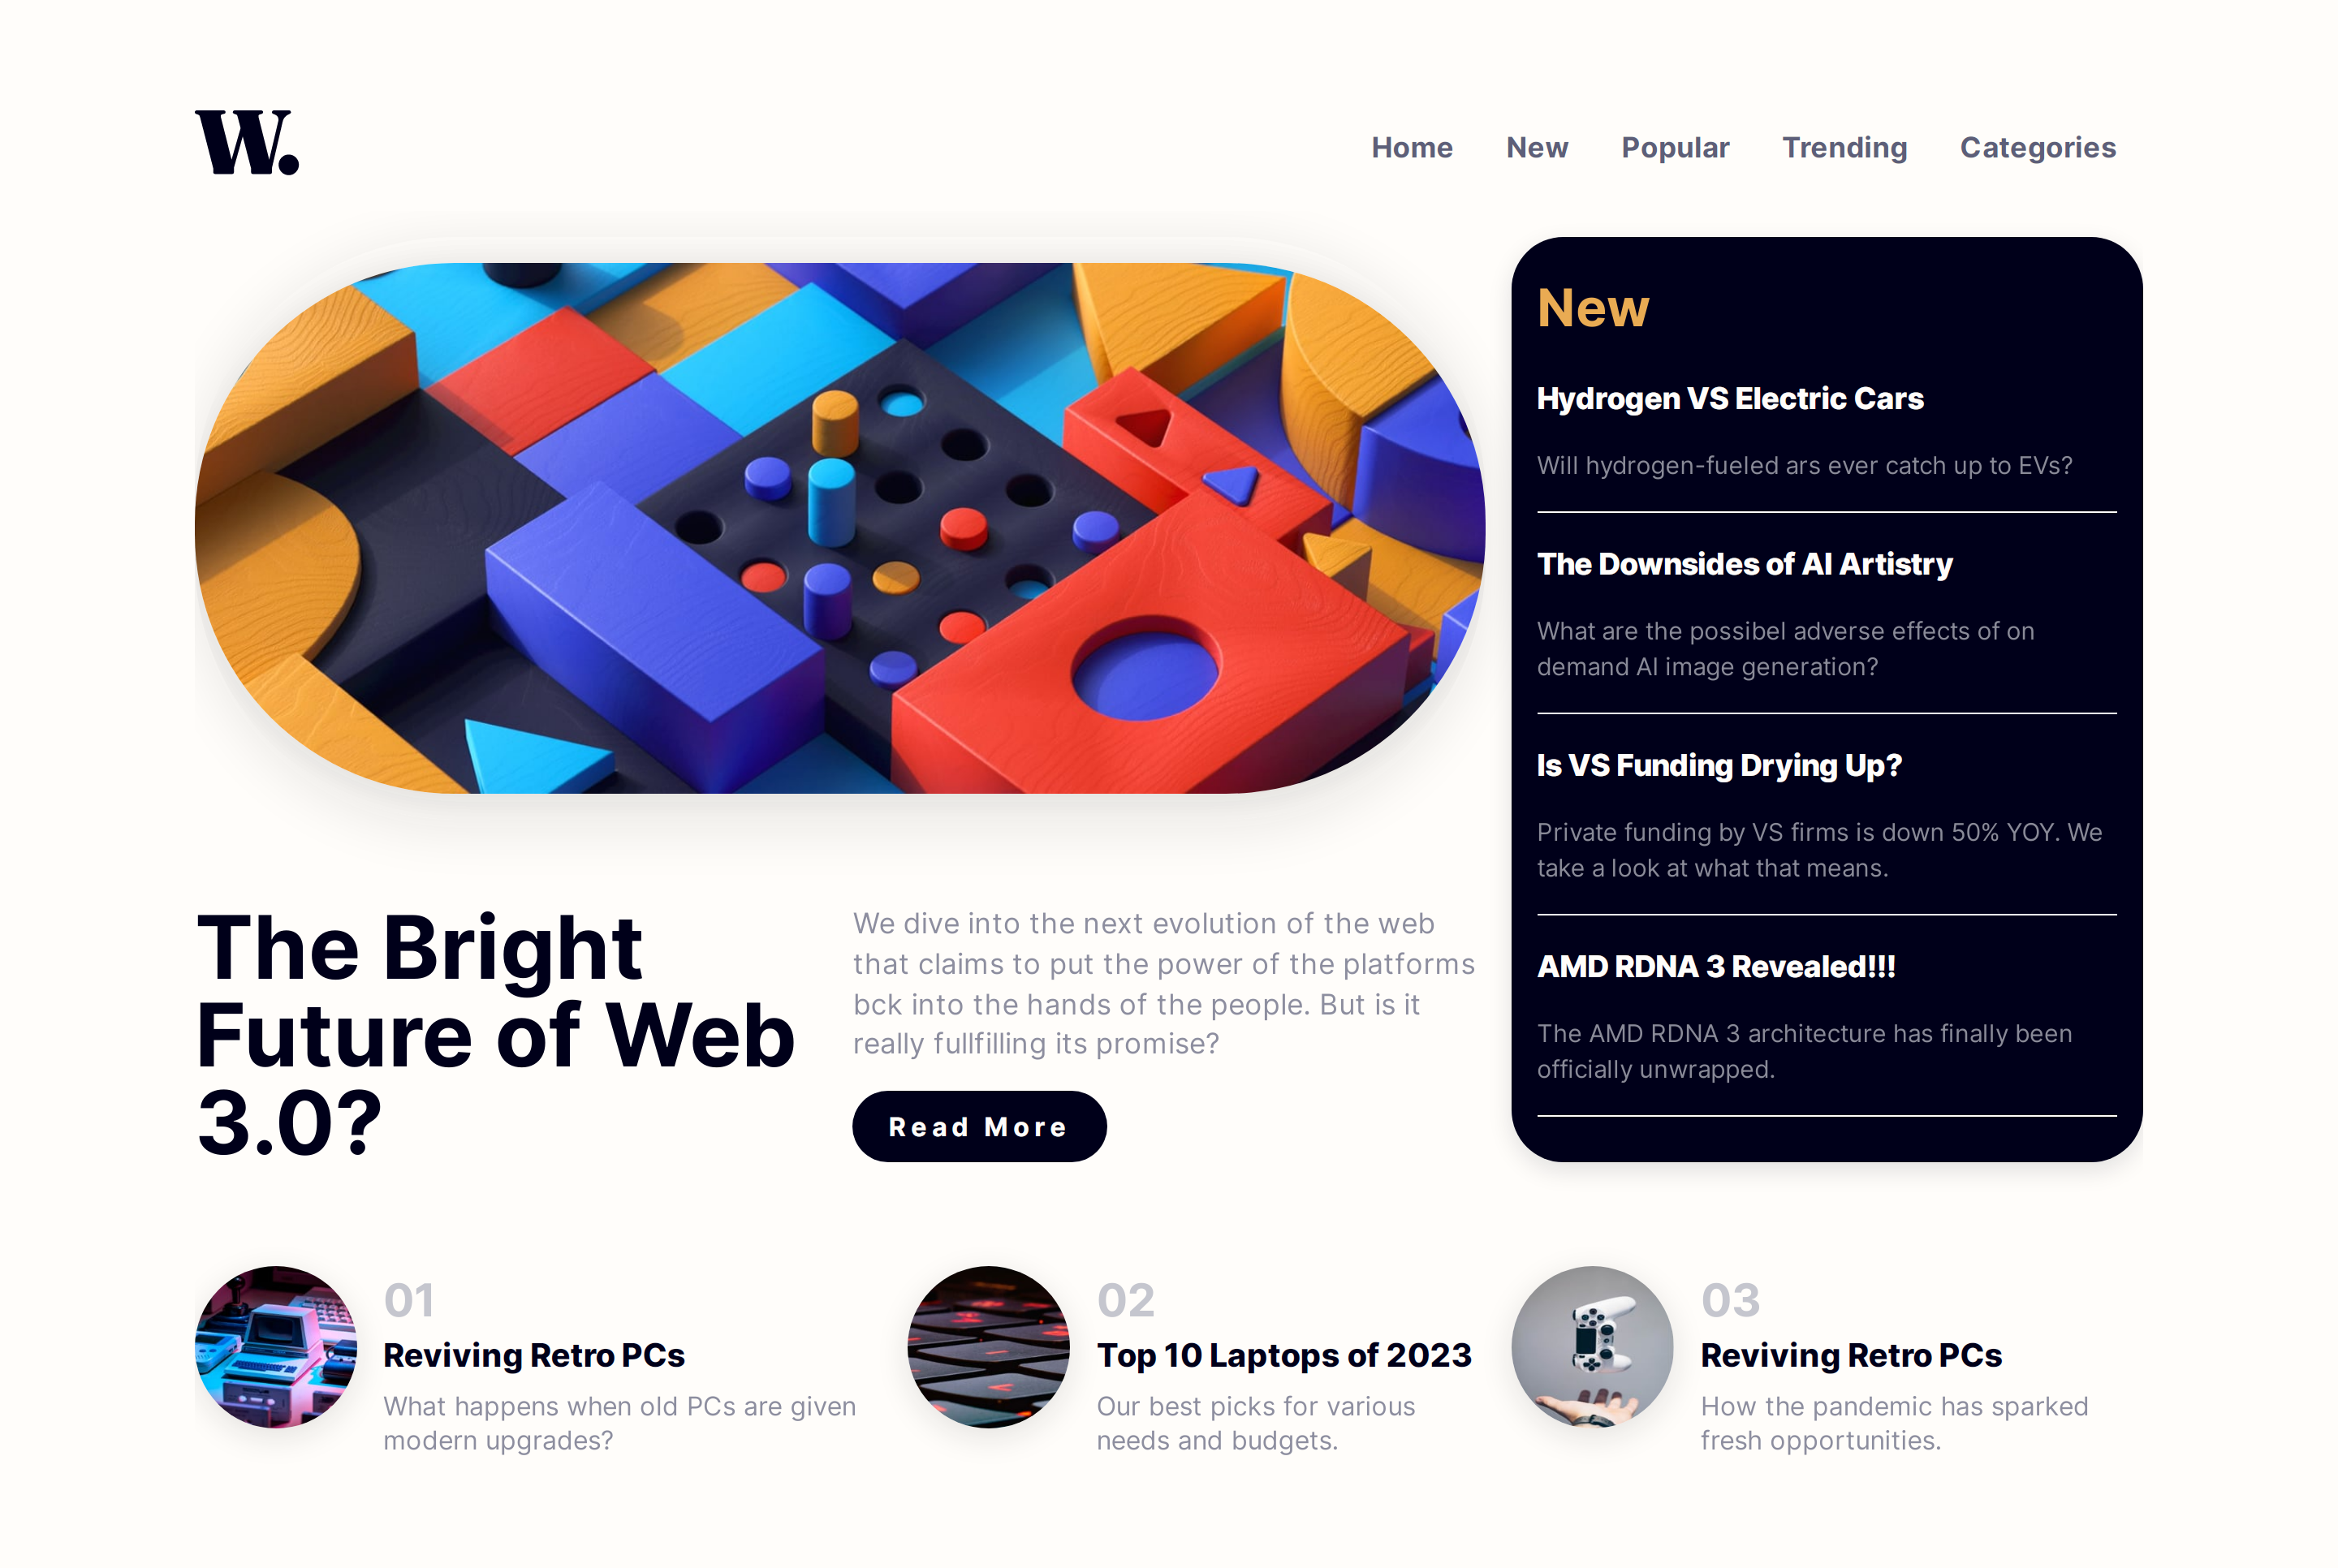 W.
Home New Popular Trending Categories
New
Hydrogen VS Electric Cars
Will hydrogen-fueled ars ever catch up to EVs?
The Downsides of AI Artistry
What are the possibel adverse effects of on
demand AI image generation?
Is VS Funding Drying Up?
Private funding by VS firms is down 50% YOY. We
take a look at what that means.
AMD RDNA 3 Revealed!!!
The AMD RDNA 3 architecture has finally been
officially unwrapped.
The Bright
Future of Web
3.0?
We dive into the next evolution of the web
that claims to put the power of the platforms
bck into the hands of the people. But is it
really fullfilling its promise?
Read More
01
Reviving Retro PCs
What happens when old PCs are given
modern upgrades?
02
Top 10 Laptops of 2023
Our best picks for various
needs and budgets.
03
Reviving Retro PCs
How the pandemic has sparked
fresh opportunities.